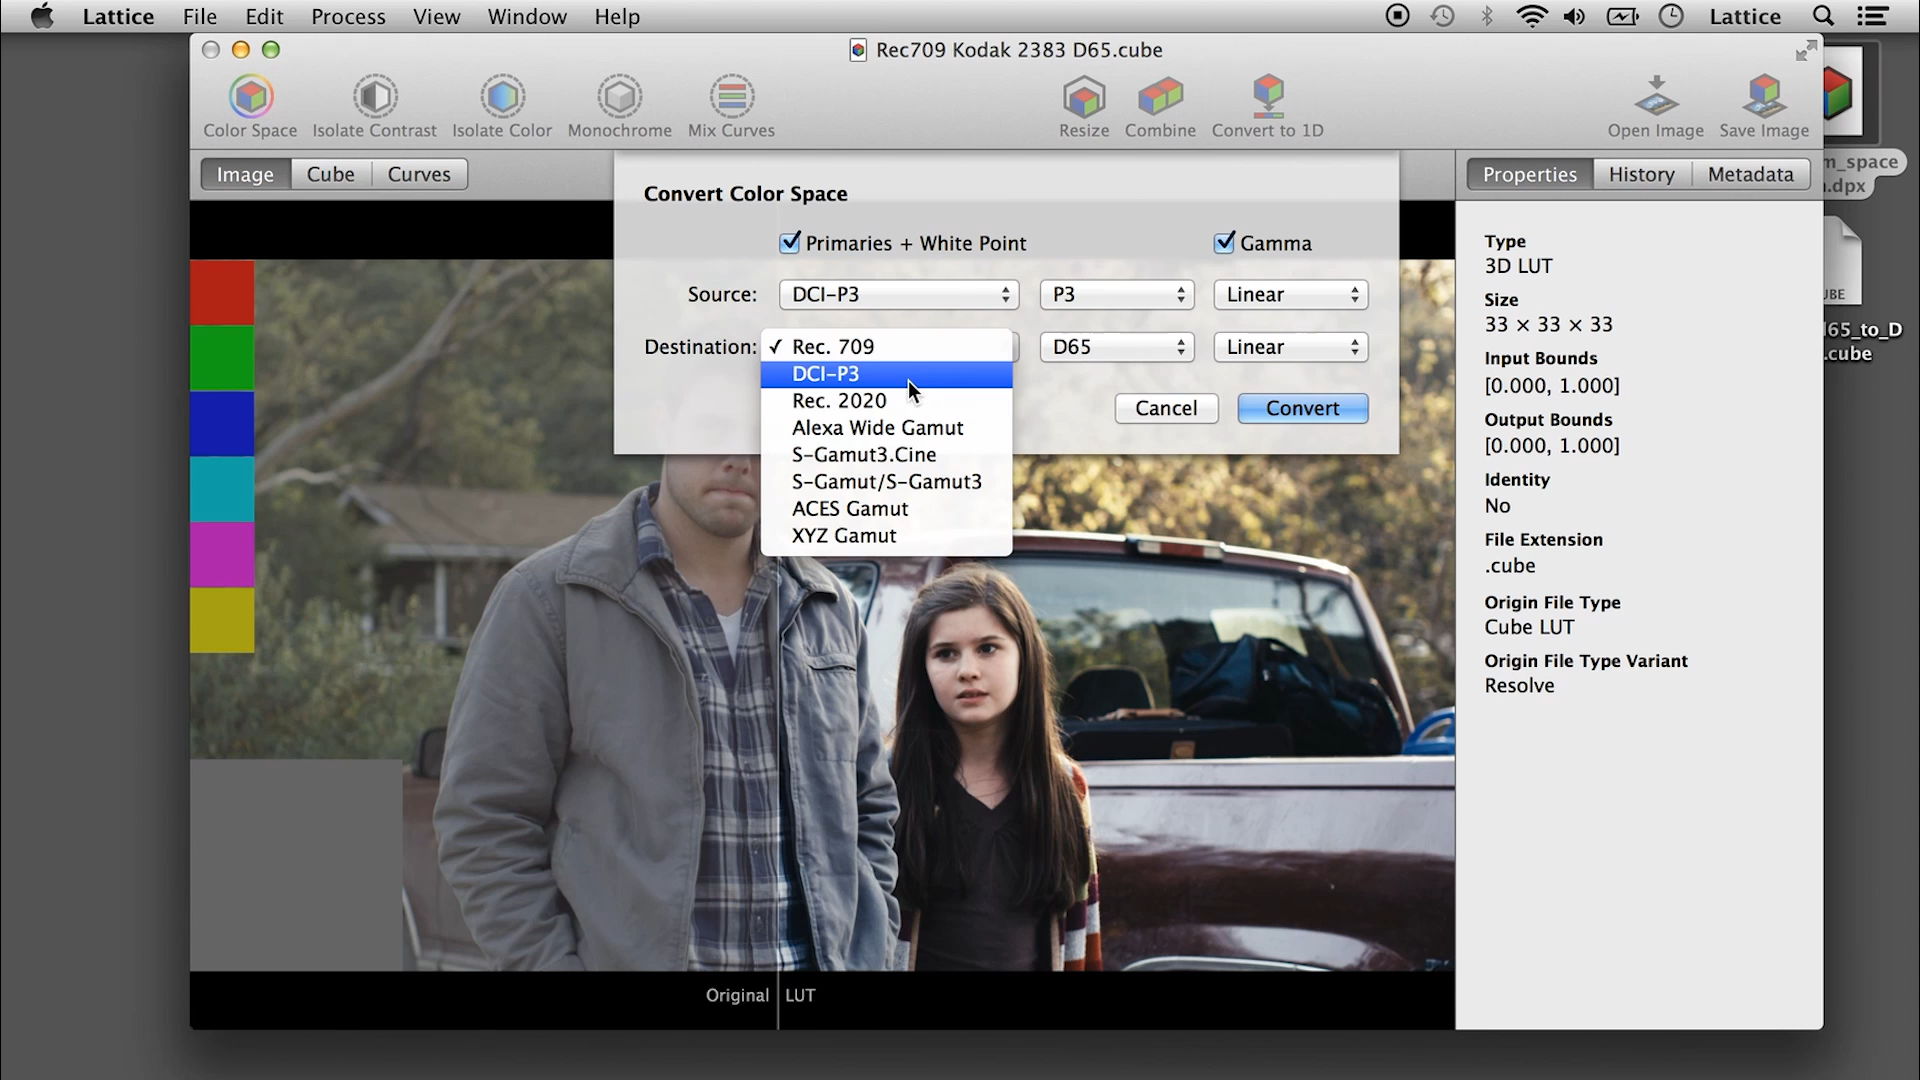 Lattice File Edit Process View Window Help Lattice
Rec709 Kodak 2383 D65.cube
Color Space Isolate Contrast Isolate Color Monochrome Mix Curves Resize Combine Convert to 1D Open Image Save Image
Image Cube Curves Properties History Metadata
m_space
.dpx
Convert Color Space
Primaries + White Point Gamma
Source: DCI-P3 P3 Linear
Destination: ✓ Rec. 709 D65 Linear
DCI-P3
Rec. 2020
Alexa Wide Gamut
S-Gamut3.Cine
S-Gamut/S-Gamut3
ACES Gamut
XYZ Gamut
Cancel Convert
Type
3D LUT
Size
33 × 33 × 33
Input Bounds
[0.000, 1.000]
Output Bounds
[0.000, 1.000]
Identity
No
File Extension
.cube
Origin File Type
Cube LUT
Origin File Type Variant
Resolve
65_to_D
.cube
Original LUT